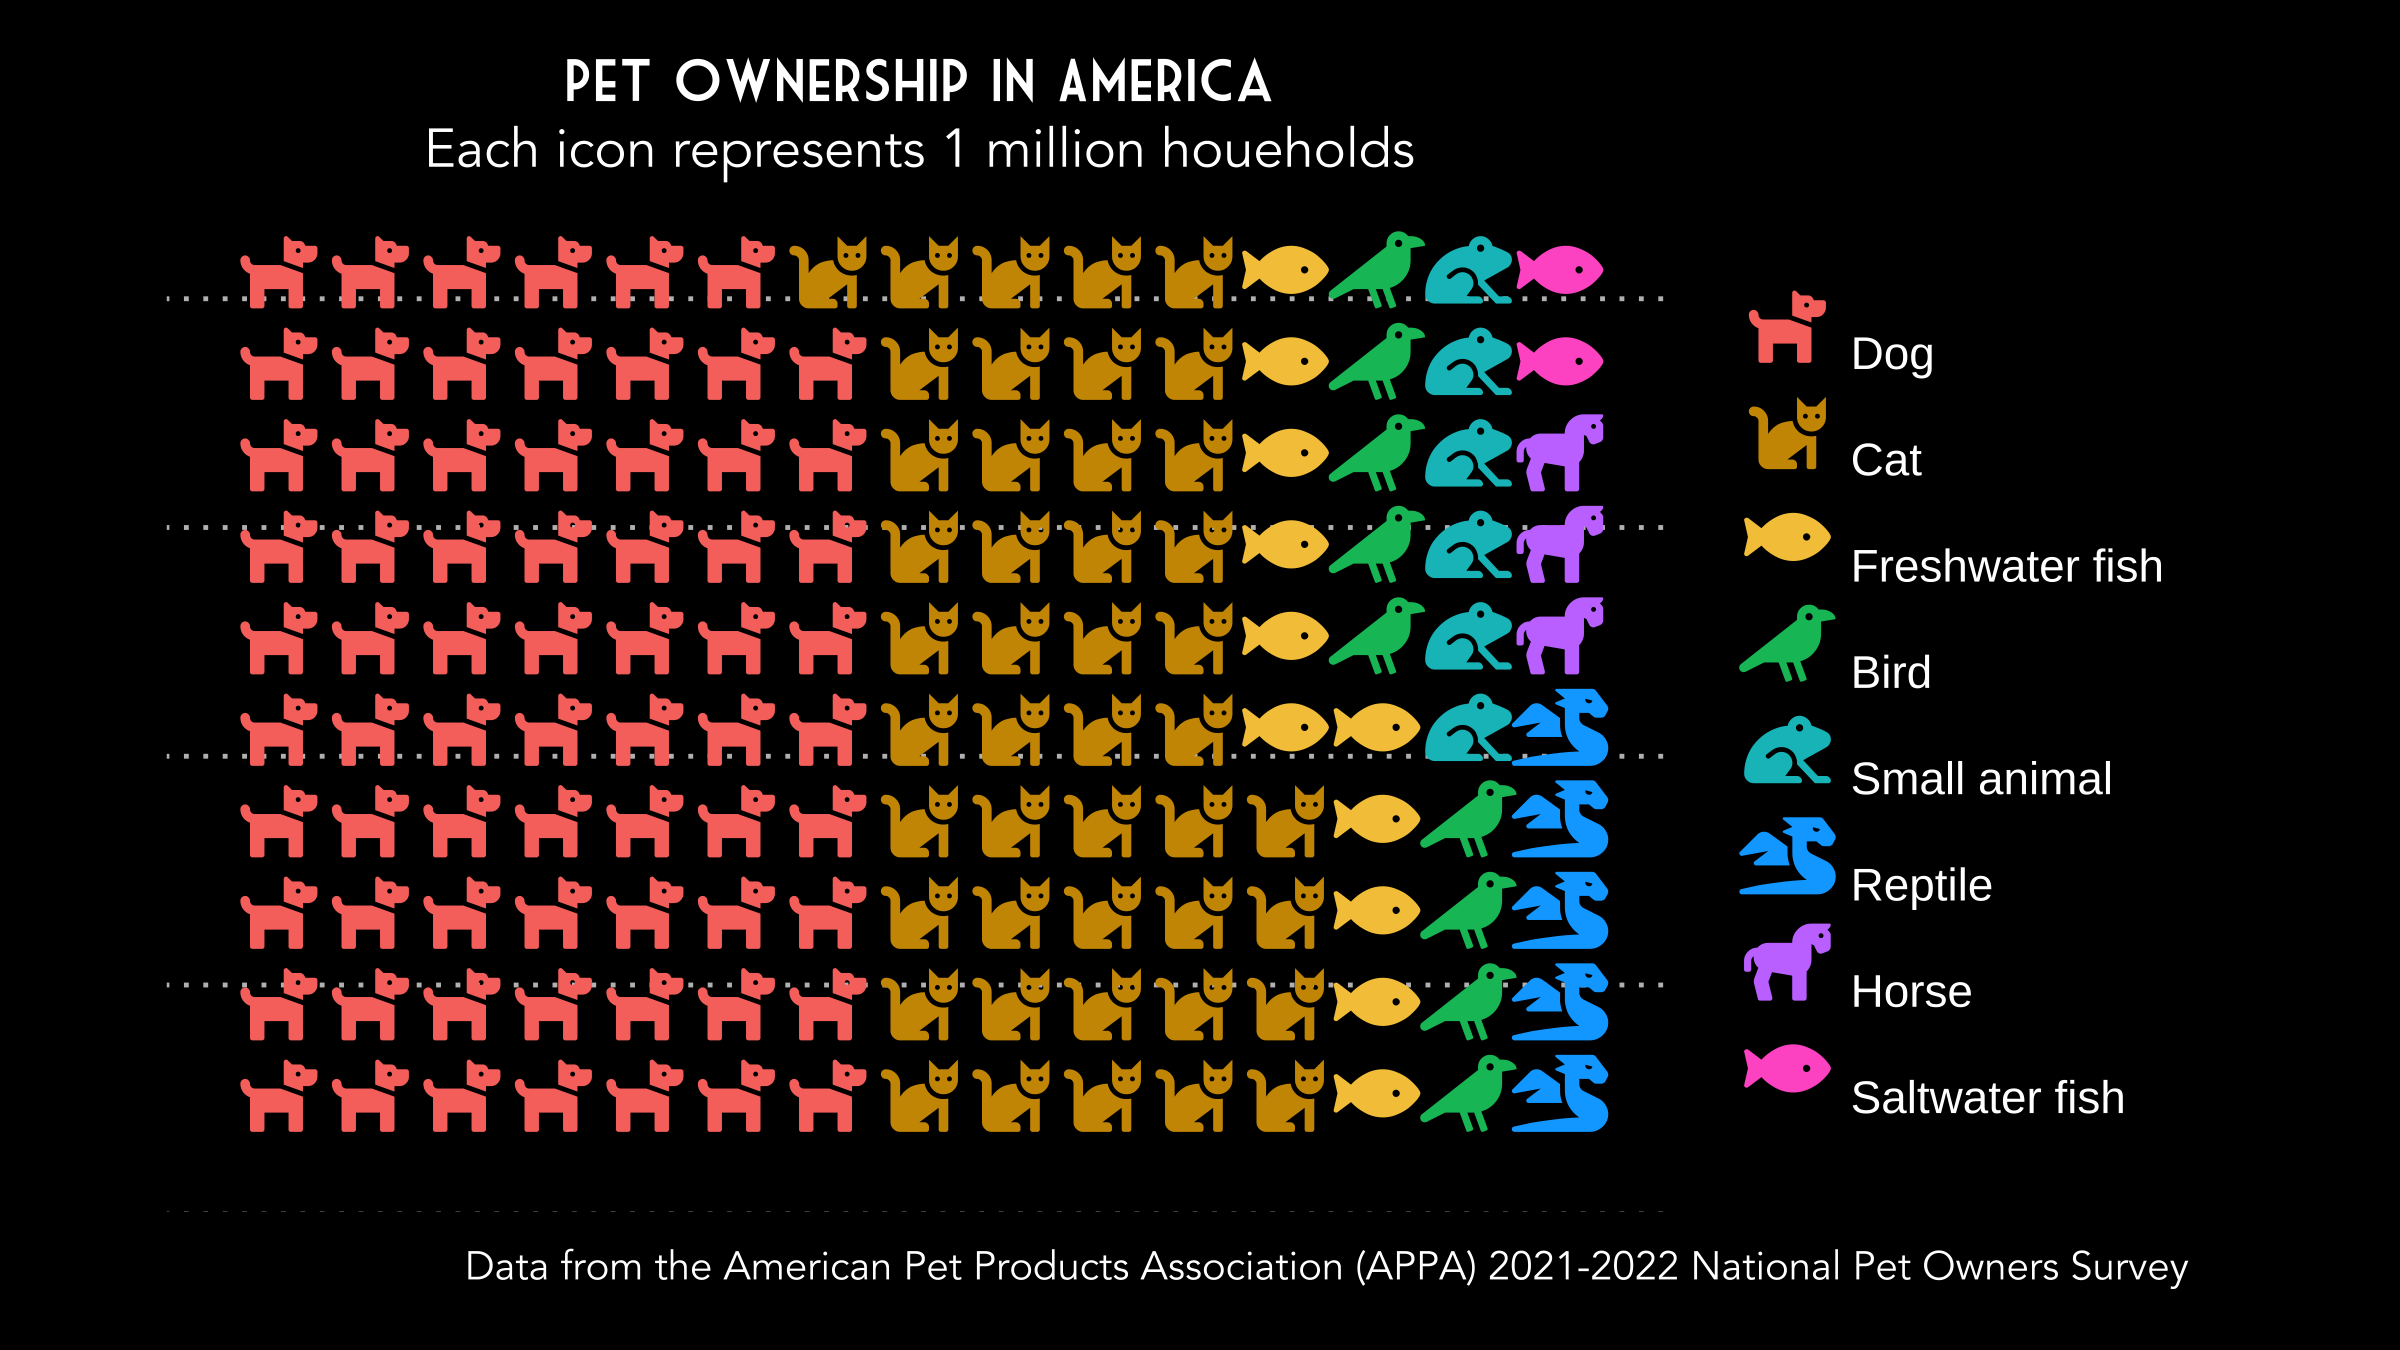 PET OWNERSHIP IN AMERICA
Each icon represents 1 million houeholds
Dog
Cat
Freshwater fish
Bird
Small animal
Reptile
Horse
Saltwater fish
Data from the American Pet Products Association (APPA) 2021-2022 National Pet Owners Survey